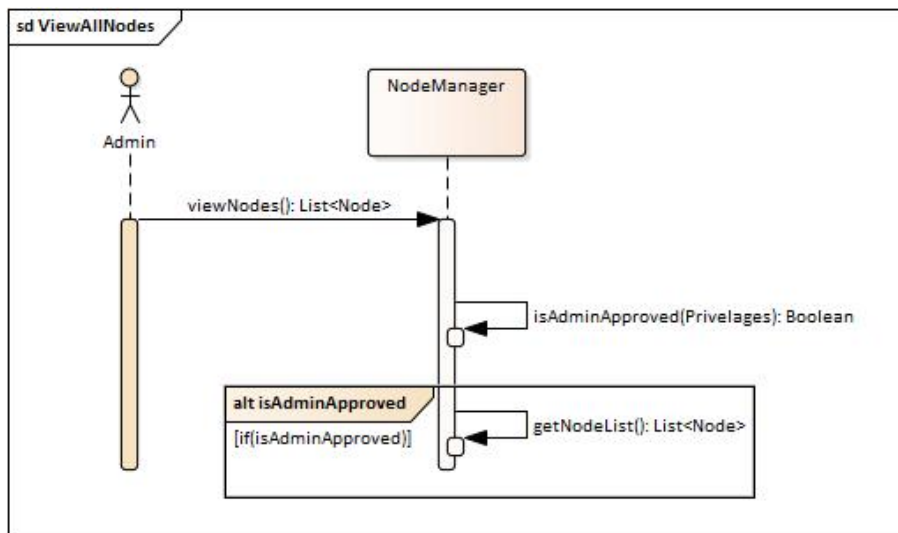 sd ViewAllNodes
NodeManager
Admin
viewNodes(): List<Node>
isAdminApproved(Privelages): Boolean
alt isAdminApproved
[if(isAdminApproved)]
getNodeList(): List<Node>